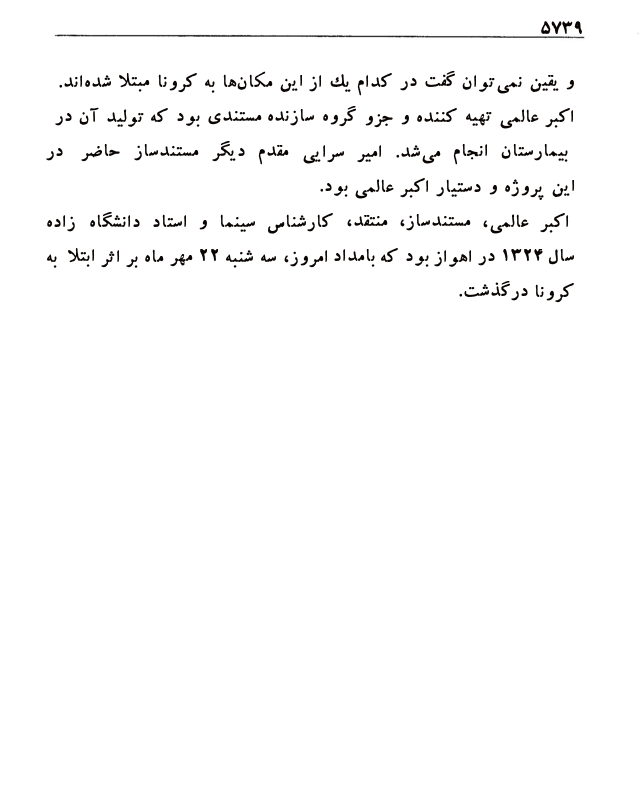 ۵۷۳۹
و یقین نمی‌توان گفت در کدام یك از این مکان‌ها به کرونا مبتلا شده‌اند.
اکبر عالمی تهیه کننده و جزو گروه سازنده مستندی بود که تولید آن در
بیمارستان انجام می‌شد. امیر سرایی مقدم دیگر مستندساز حاضر در
این پروژه و دستیار اکبر عالمی بود.
اکبر عالمی، مستندساز، منتقد، کارشناس سینما و استاد دانشگاه زاده
سال ۱۳۲۴ در اهواز بود که بامداد امروز، سه شنبه ۲۲ مهر ماه بر اثر ابتلا به
کرونا درگذشت.